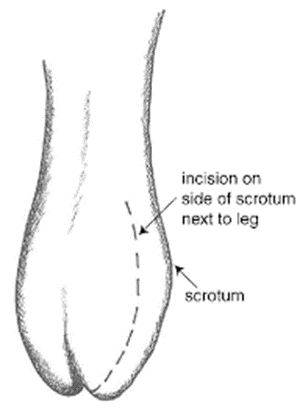 incision on
side of scrotum
next to leg
scrotum